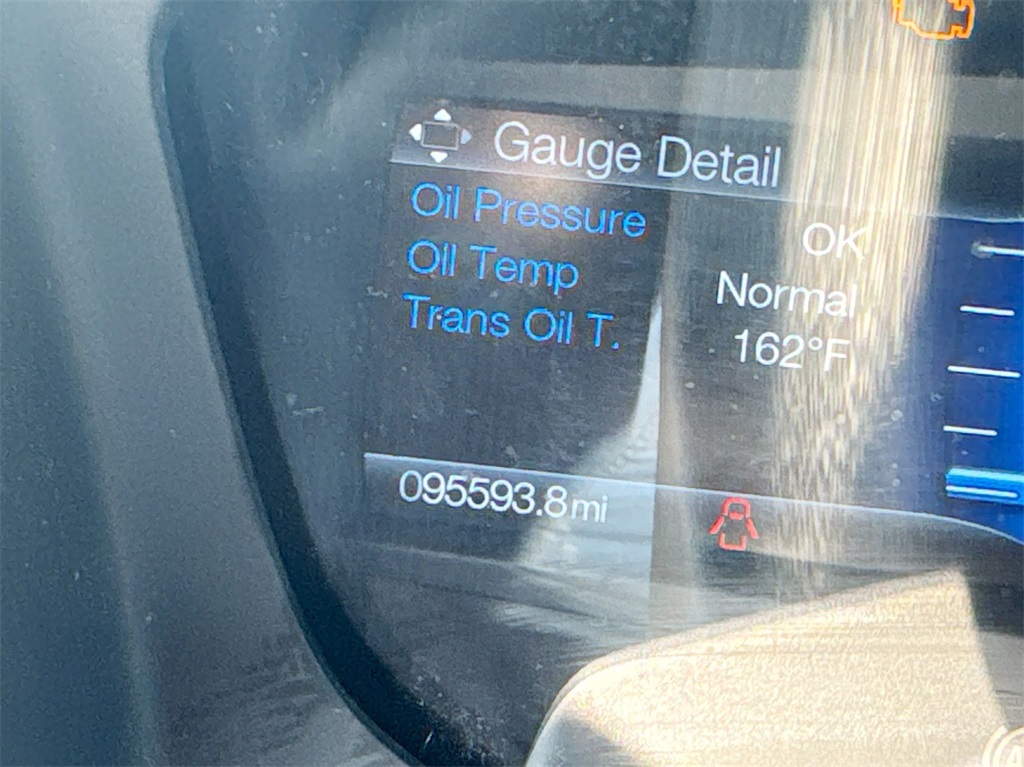 Gauge Detail
Oil Pressure OK
Oil Temp Normal
Trans Oil T. 162°F
095593.8mi